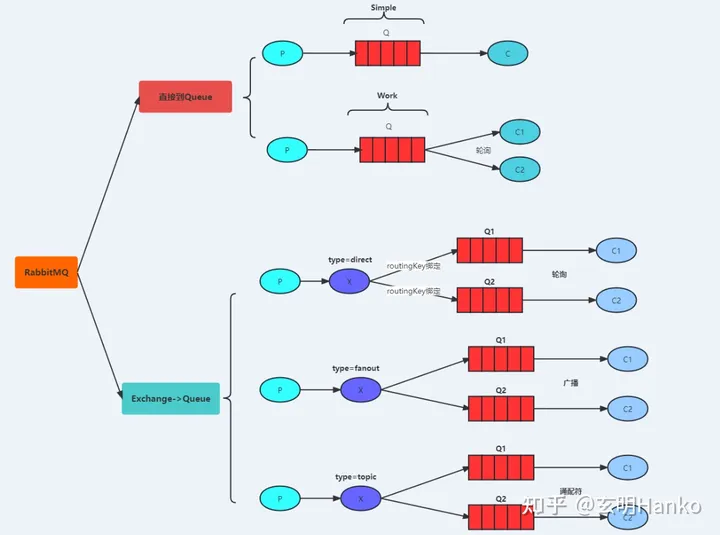 Simple
Q
P
C
直接到Queue
Work
Q
P
C1
轮询
C2
RabbitMQ
type=direct
Q1
P
X
routingKey绑定
C1
轮询
routingKey绑定
Q2
C2
Exchange->Queue
type=fanout
Q1
P
X
C1
广播
Q2
C2
type=topic
Q1
P
X
C1
通配符
Q2
C2
知乎 @玄明Hanko